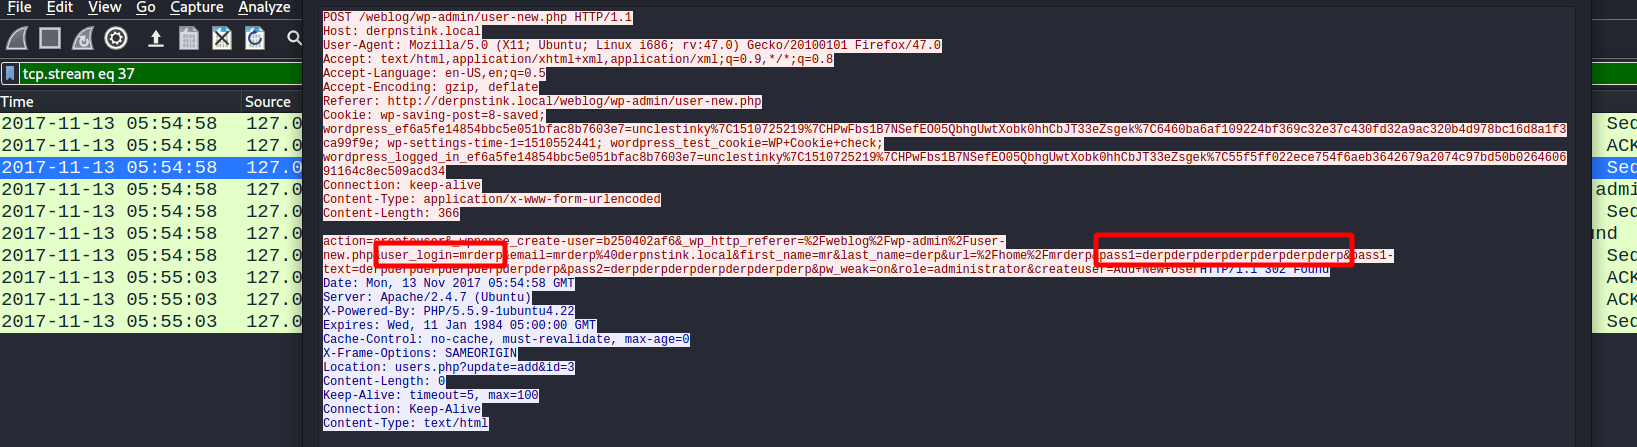 File Edit View Go Capture Analyze
tcp.stream eq 37
Time Source
2017-11-13 05:54:58 127.0
2017-11-13 05:54:58 127.0
2017-11-13 05:54:58 127.0
2017-11-13 05:54:58 127.0
2017-11-13 05:54:58 127.0
2017-11-13 05:54:58 127.0
2017-11-13 05:54:58 127.0
2017-11-13 05:55:03 127.0
2017-11-13 05:55:03 127.0
2017-11-13 05:55:03 127.0
POST /weblog/wp-admin/user-new.php HTTP/1.1
Host: derpnstink.local
User-Agent: Mozilla/5.0 (X11; Ubuntu; Linux i686; rv:47.0) Gecko/20100101 Firefox/47.0
Accept: text/html,application/xhtml+xml,application/xml;q=0.9,*/*;q=0.8
Accept-Language: en-US,en;q=0.5
Accept-Encoding: gzip, deflate
Referer: http://derpnstink.local/weblog/wp-admin/user-new.php
Cookie: wp-saving-post=8-saved;
wordpress_ef6a5fe14854bbc5e051bfac8b7603e7=unclestinky%7C1510725219%7CHPwFbs1B7NSefEO05QbhgUwtXobk0hhCbJT33eZsgek%7C6460ba6af109224bf369c32e37c430fd32a9ac320b4d978bc16d8a1f3
ca99f9e; wp-settings-time-1=1510552441; wordpress_test_cookie=WP+Cookie+check;
wordpress_logged_in_ef6a5fe14854bbc5e051bfac8b7603e7=unclestinky%7C1510725219%7CHPwFbs1B7NSefEO05QbhgUwtXobk0hhCbJT33eZsgek%7C55f5ff022ece754f6aeb3642679a2074c97bd50b0264606
91164c8ec509acd34
Connection: keep-alive
Content-Type: application/x-www-form-urlencoded
Content-Length: 366
action=createuser&_wpnonce_create-user=b250402af6&_wp_http_referer=%2Fweblog%2Fwp-admin%2Fuser-
new.php&user_login=mrderp&email=mrderp%40derpnstink.local&first_name=mr&last_name=derp&url=%2Fhome%2Fmrderp&pass1=derpderpderpderpderpderpderp&pass1-
text=derpderpderpderpderpderpderp&pass2=derpderpderpderpderpderpderp&pw_weak=on&role=administrator&createuser=Add+New+UserHTTP/1.1 302 Found
Date: Mon, 13 Nov 2017 05:54:58 GMT
Server: Apache/2.4.7 (Ubuntu)
X-Powered-By: PHP/5.5.9-1ubuntu4.22
Expires: Wed, 11 Jan 1984 05:00:00 GMT
Cache-Control: no-cache, must-revalidate, max-age=0
X-Frame-Options: SAMEORIGIN
Location: users.php?update=add&id=3
Content-Length: 0
Keep-Alive: timeout=5, max=100
Connection: Keep-Alive
Content-Type: text/html
Sec
ACK
Sec
admi
Sec
und
Sec
ACK
ACK
Sec